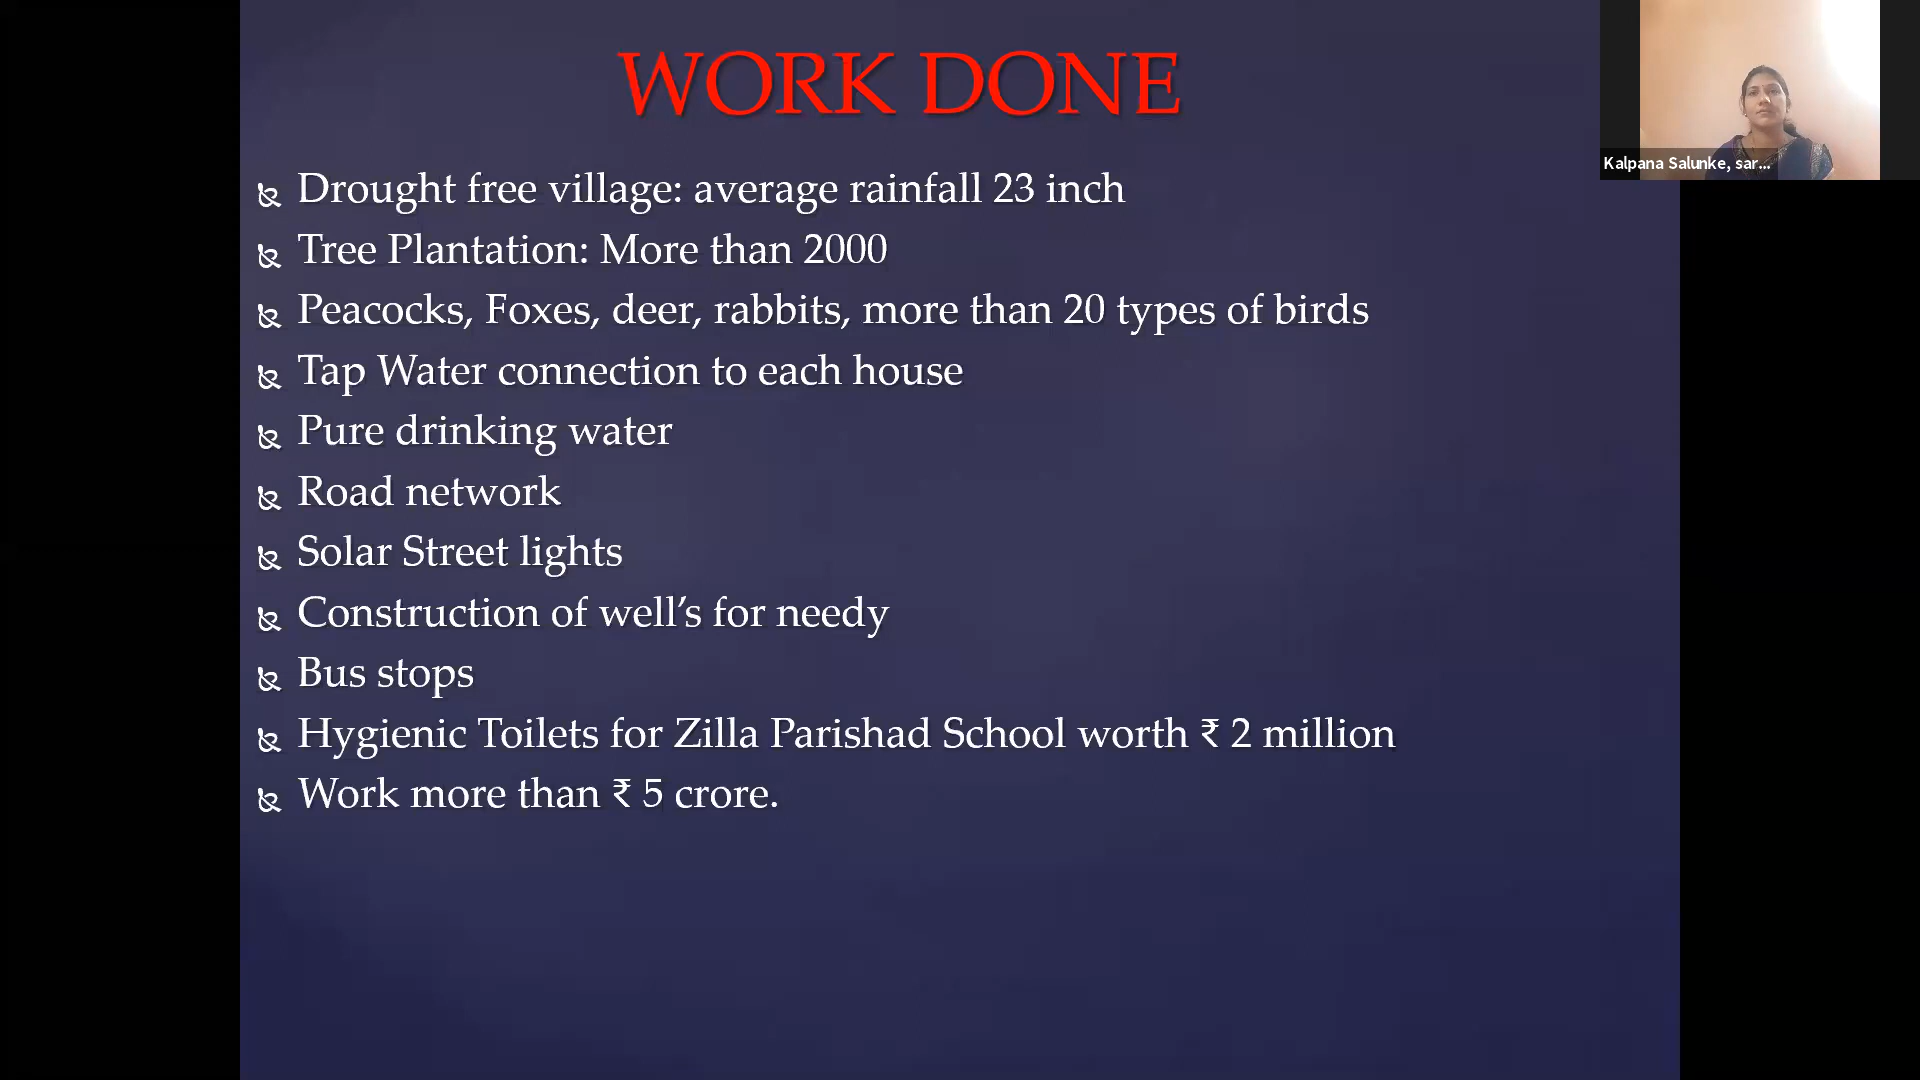 WORK DONE
Drought free village: average rainfall 23 inch
Tree Plantation: More than 2000
Peacocks, Foxes, deer, rabbits, more than 20 types of birds
Tap Water connection to each house
Pure drinking water
Road network
Solar Street lights
Construction of well’s for needy
Bus stops
Hygienic Toilets for Zilla Parishad School worth ₹ 2 million
Work more than ₹ 5 crore.
Kalpana Salunke, sar...